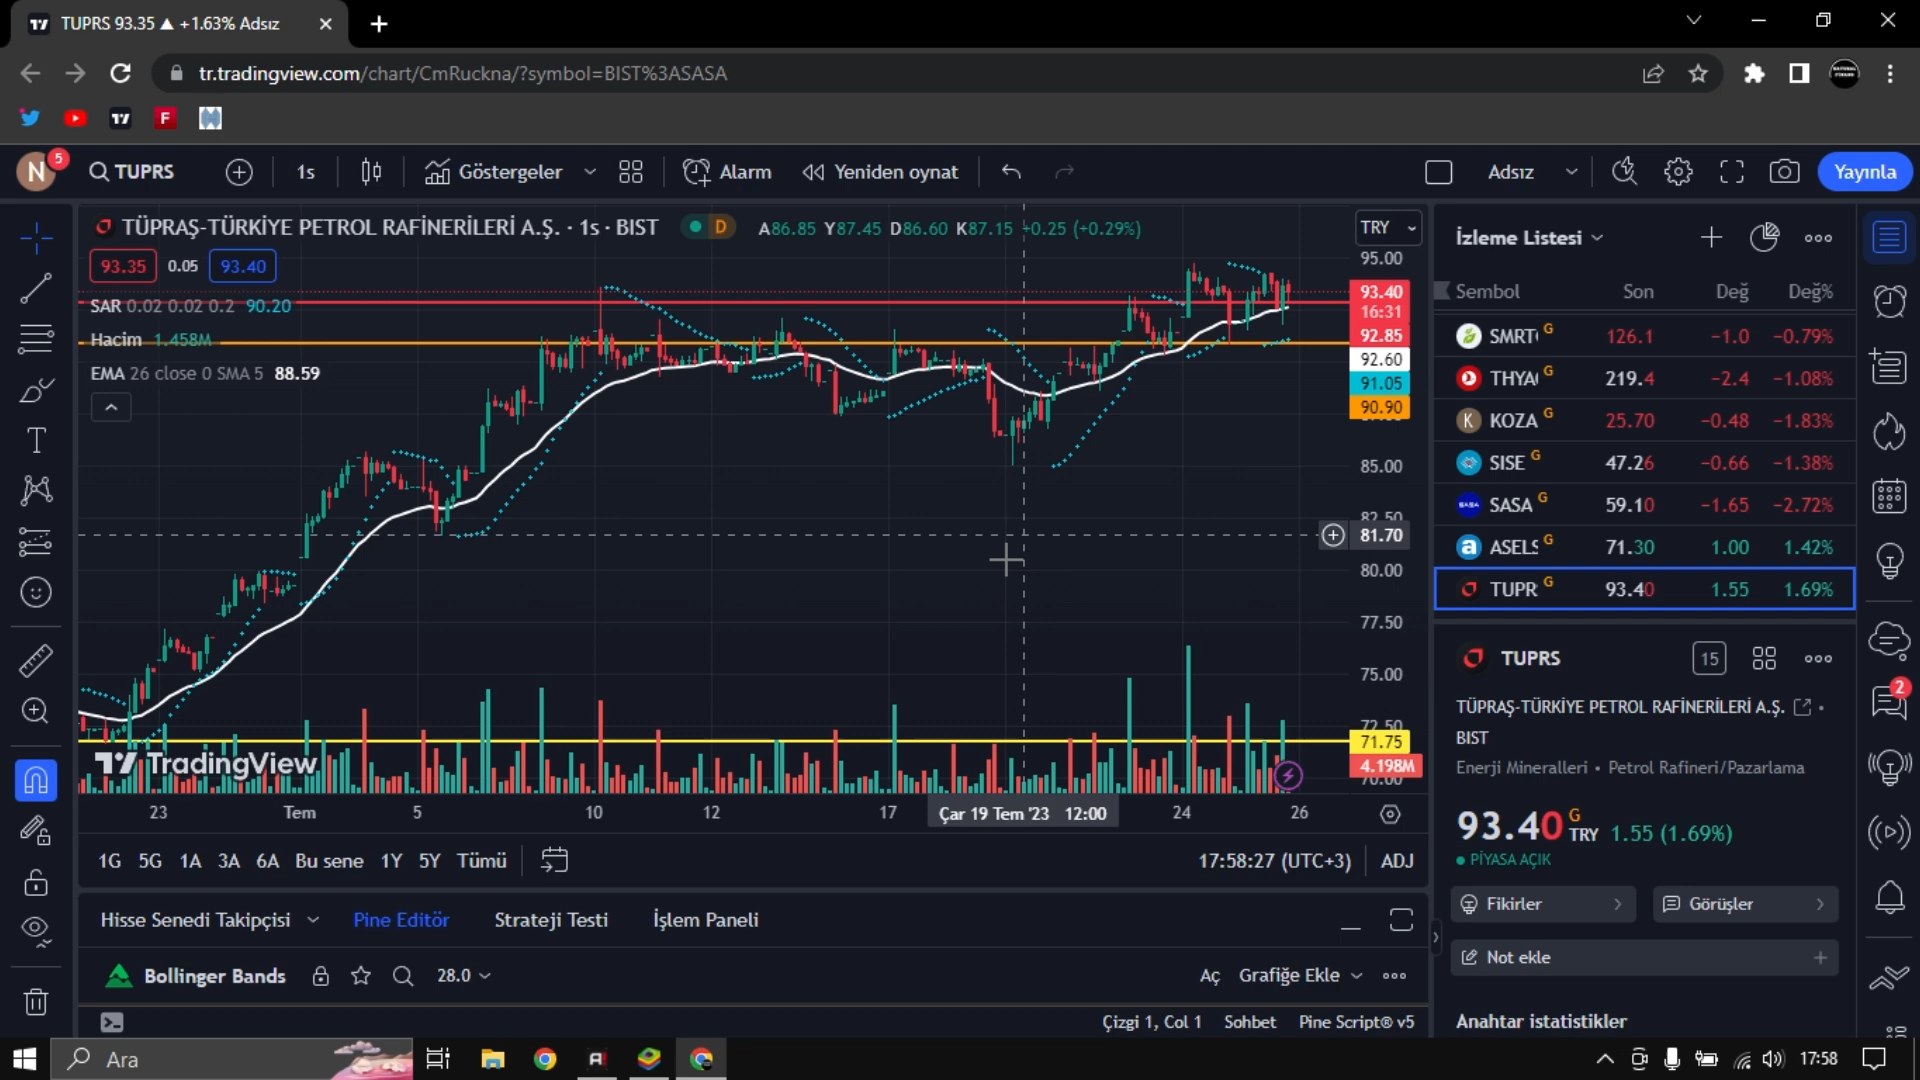 TUPRS 93.35 ▲ +1.63% Adsız
tr.tradingview.com/chart/CmRuckna/?symbol=BIST%3ASASA
N
5
TUPRS
1s
Göstergeler
Alarm
Yeniden oynat
Adsız
Yayınla
TÜPRAŞ-TÜRKİYE PETROL RAFİNERİLERİ A.Ş. · 1s · BIST
D
A86.85 Y87.45 D86.60 K87.15 +0.25 (+0.29%)
TRY
93.35
0.05
93.40
SAR 0.02 0.02 0.2 90.20
Hacim 1.458M
EMA 26 close 0 SMA 5 88.59
95.00
93.40
16:31
92.85
92.60
91.05
90.90
85.00
82.50
81.70
80.00
77.50
75.00
72.50
71.75
4.198M
70.00
TradingView
23
Tem
5
10
12
17
Çar 19 Tem '23 12:00
24
26
1G
5G
1A
3A
6A
Bu sene
1Y
5Y
Tümü
17:58:27 (UTC+3)
ADJ
Hisse Senedi Takipçisi
Pine Editör
Strateji Testi
İşlem Paneli
Bollinger Bands
28.0
Aç
Grafiğe Ekle
Çizgi 1, Col 1
Sohbet
Pine Script® v5
İzleme Listesi
Sembol Son Değ Değ%
SMRT G 126.1 −1.0 −0.79%
THYA G 219.4 −2.4 −1.08%
K KOZA G 25.70 −0.48 −1.83%
SISE G 47.26 −0.66 −1.38%
SASA G 59.10 −1.65 −2.72%
ASELS G 71.30 1.00 1.42%
TUPR G 93.40 1.55 1.69%
TUPRS
15
TÜPRAŞ-TÜRKİYE PETROL RAFİNERİLERİ A.Ş.
BIST
Enerji Mineralleri • Petrol Rafineri/Pazarlama
93.40 G TRY 1.55 (1.69%)
PİYASA AÇIK
Fikirler
Görüşler
Not ekle
Anahtar istatistikler
2
Ara
17:58